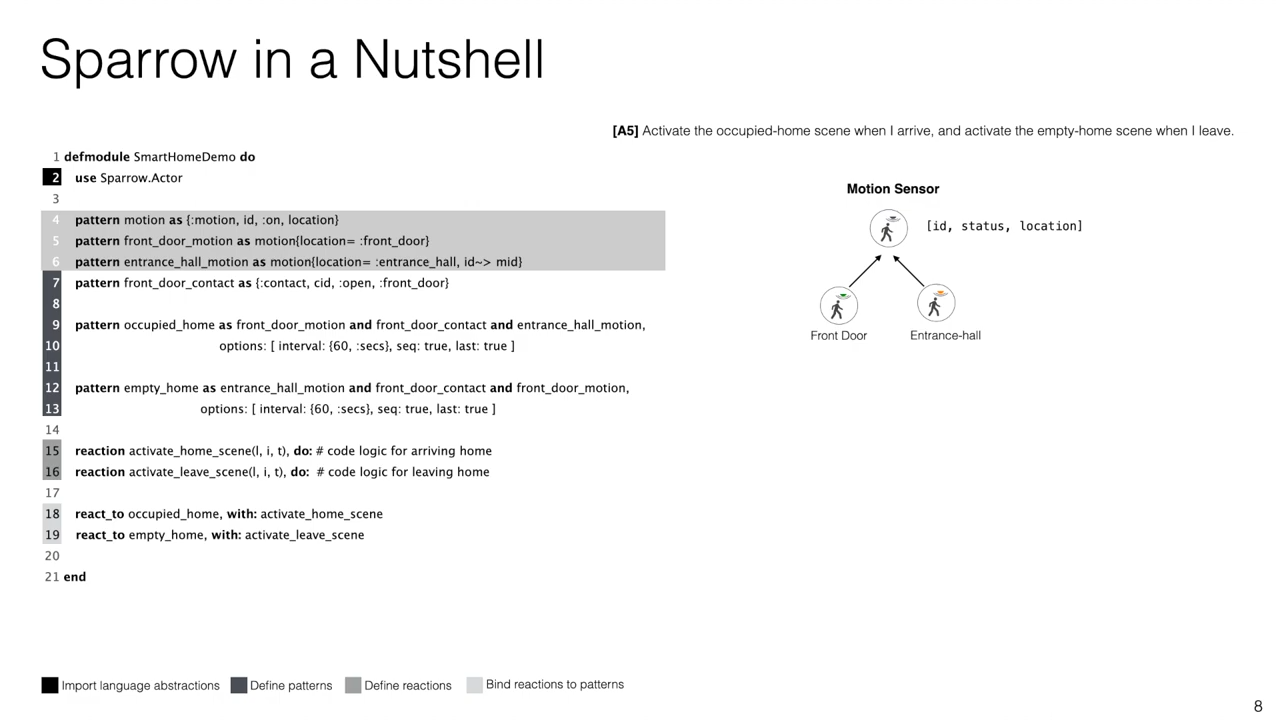 Sparrow in a Nutshell
[A5] Activate the occupied-home scene when I arrive, and activate the empty-home scene when I leave.
1 defmodule SmartHomeDemo do
2 use Sparrow.Actor
3
4 pattern motion as {:motion, id, :on, location}
5 pattern front_door_motion as motion{location= :front_door}
6 pattern entrance_hall_motion as motion{location= :entrance_hall, id~> mid}
7 pattern front_door_contact as {:contact, cid, :open, :front_door}
8
9 pattern occupied_home as front_door_motion and front_door_contact and entrance_hall_motion,
10 options: [ interval: {60, :secs}, seq: true, last: true ]
11
12 pattern empty_home as entrance_hall_motion and front_door_contact and front_door_motion,
13 options: [ interval: {60, :secs}, seq: true, last: true ]
14
15 reaction activate_home_scene(l, i, t), do: # code logic for arriving home
16 reaction activate_leave_scene(l, i, t), do: # code logic for leaving home
17
18 react_to occupied_home, with: activate_home_scene
19 react_to empty_home, with: activate_leave_scene
20
21 end
Motion Sensor
[id, status, location]
Front Door
Entrance-hall
Import language abstractions
Define patterns
Define reactions
Bind reactions to patterns
8